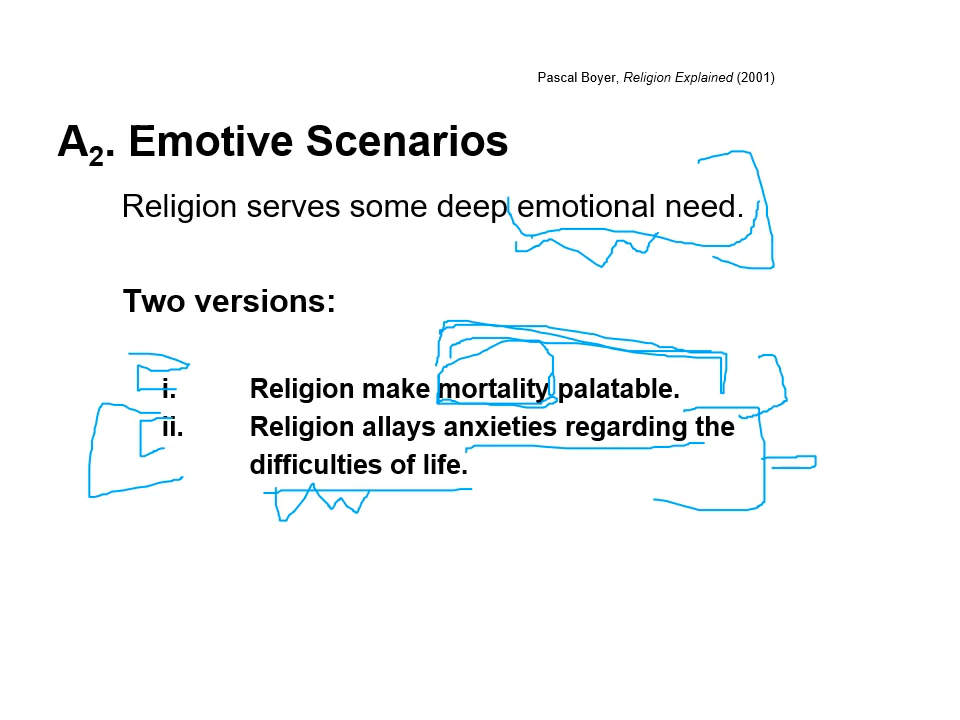 Pascal Boyer, Religion Explained (2001)
A2. Emotive Scenarios
Religion serves some deep emotional need.
Two versions:
i. Religion make mortality palatable.
ii. Religion allays anxieties regarding the
difficulties of life.